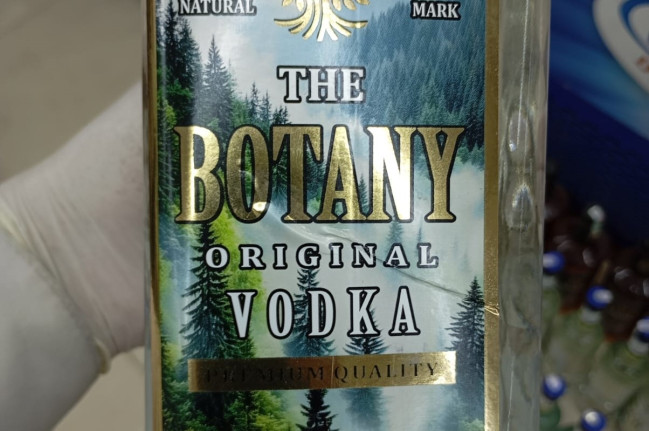 NATURAL MARK
THE
BOTANY
ORIGINAL
VODKA
PREMIUM QUALITY